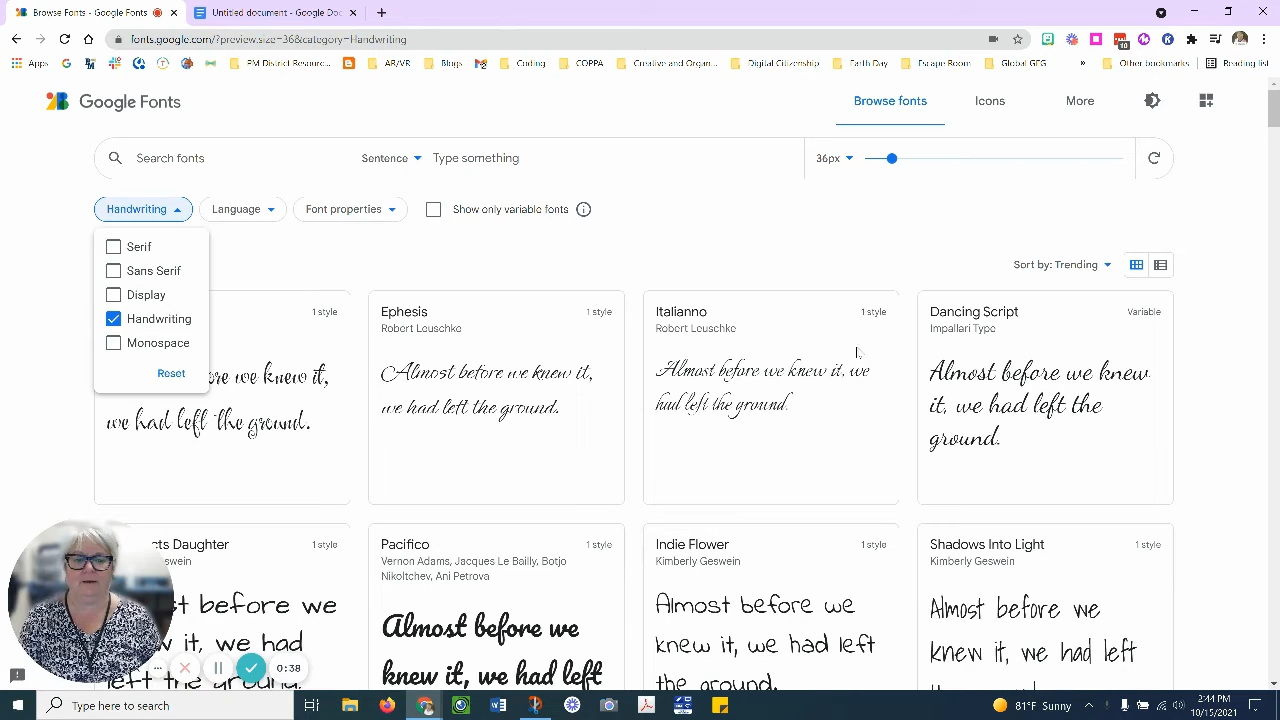 Browse Fonts - Google Fonts
Untitled document - Google Doc
fonts.google.com/?preview.size=36&category=Handwriting
10
Apps
PM District Resourc...
AR/VR
Blogs
Coding
COPPA
Creative and Organ...
Digital Citizenship
Earth Day
Escape Room
Global GEG
»
Other bookmarks
Reading list
Google Fonts
Browse fonts
Icons
More
Search fonts
Sentence
Type something
36px
Handwriting
Language
Font properties
Show only variable fonts
Serif
Sans Serif
Display
Handwriting
Monospace
Reset
Sort by: Trending
1 style
ore we knew it,
we had left the ground.
Ephesis
1 style
Robert Leuschke
Almost before we knew it,
we had left the ground.
Italianno
1 style
Robert Leuschke
Almost before we knew it, we
had left the ground.
Dancing Script
Variable
Impallari Type
Almost before we knew
it, we had left the
ground.
cts Daughter
1 style
Geswein
t before we
knew it, we had
left the ground.
Pacifico
1 style
Vernon Adams, Jacques Le Bailly, Botjo
Nikoltchev, Ani Petrova
Almost before we
knew it, we had left
Indie Flower
1 style
Kimberly Geswein
Almost before we
knew it, we had left
the ground.
Shadows Into Light
1 style
Kimberly Geswein
Almost before we
knew it, we had left
0:38
Type here to search
81°F Sunny
2:44 PM
10/15/2021